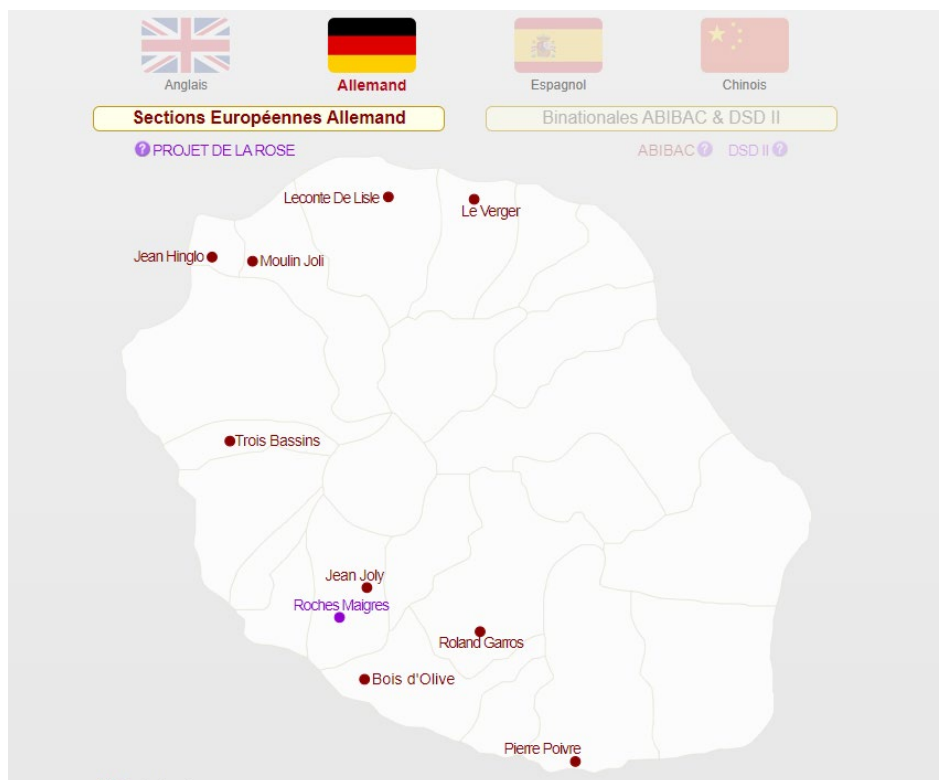 Anglais
Allemand
Espagnol
Chinois
Sections Européennes Allemand
Binationales ABIBAC & DSD II
? PROJET DE LA ROSE
ABIBAC ? DSD II ?
Leconte De Lisle
Le Verger
Jean Hinglo
Moulin Joli
Trois Bassins
Jean Joly
Roches Maigres
Roland Garros
Bois d'Olive
Pierre Poivre